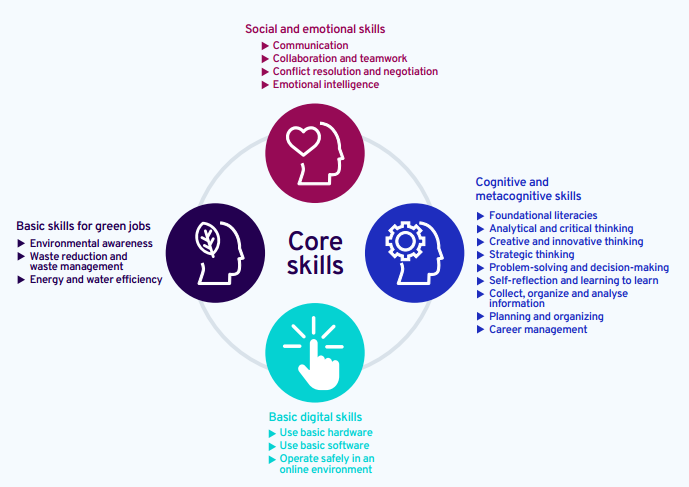 Social and emotional skills
Communication
Collaboration and teamwork
Conflict resolution and negotiation
Emotional intelligence
Cognitive and
metacognitive skills
Foundational literacies
Analytical and critical thinking
Creative and innovative thinking
Strategic thinking
Problem-solving and decision-making
Self-reflection and learning to learn
Collect, organize and analyse
information
Planning and organizing
Career management
Basic skills for green jobs
Environmental awareness
Waste reduction and
waste management
Energy and water efficiency
Core
skills
Basic digital skills
Use basic hardware
Use basic software
Operate safely in an
online environment